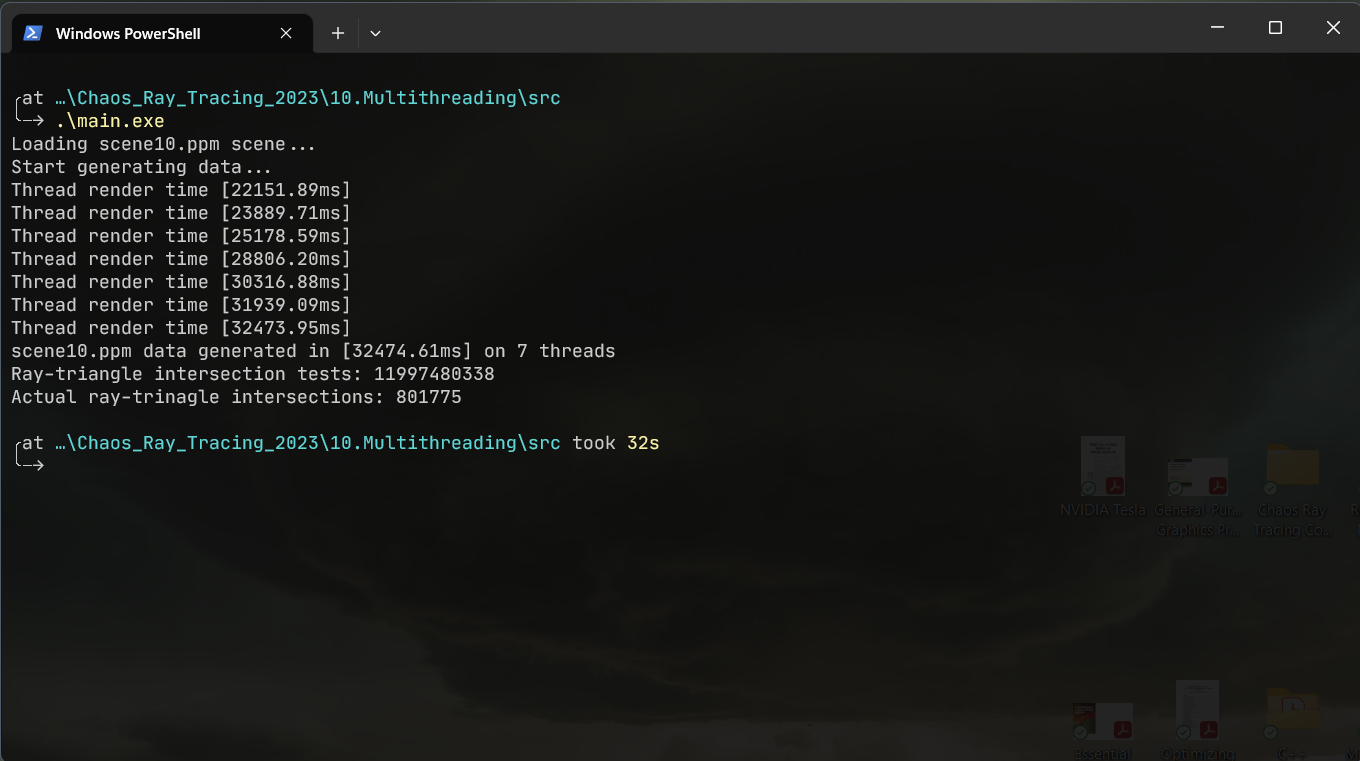 Windows PowerShell
at …\Chaos_Ray_Tracing_2023\10.Multithreading\src
.\main.exe
Loading scene10.ppm scene...
Start generating data...
Thread render time [22151.89ms]
Thread render time [23889.71ms]
Thread render time [25178.59ms]
Thread render time [28806.20ms]
Thread render time [30316.88ms]
Thread render time [31939.09ms]
Thread render time [32473.95ms]
scene10.ppm data generated in [32474.61ms] on 7 threads
Ray-triangle intersection tests: 11997480338
Actual ray-trinagle intersections: 801775
at …\Chaos_Ray_Tracing_2023\10.Multithreading\src took 32s
NVIDIA Tesla
General-Pur...
Graphics Pr...
Chaos Ray
Tracing Co...
Essential
Optimizing
C++